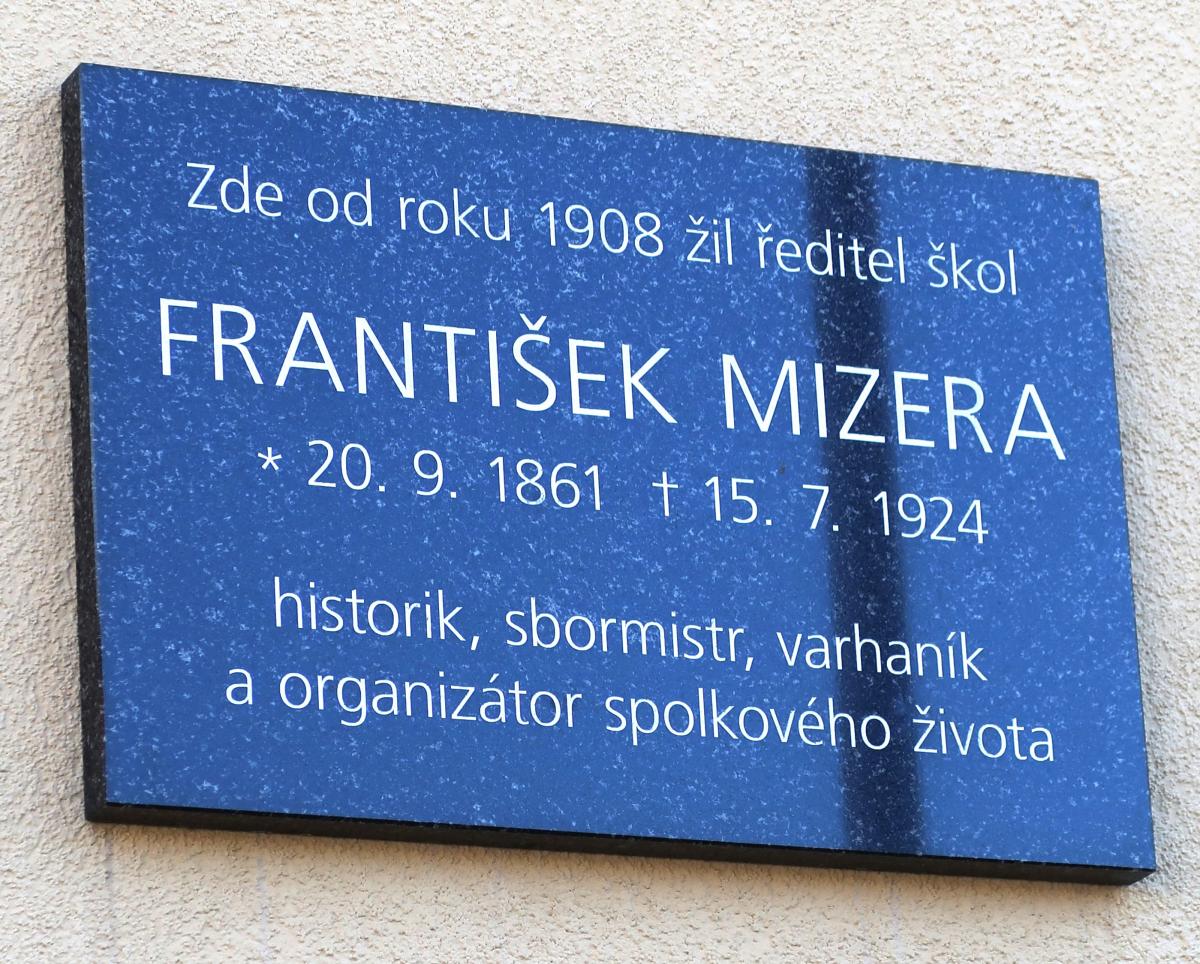 Zde od roku 1908 žil ředitel škol
FRANTIŠEK MIZERA
* 20. 9. 1861 † 15. 7. 1924
historik, sbormistr, varhaník
a organizátor spolkového života